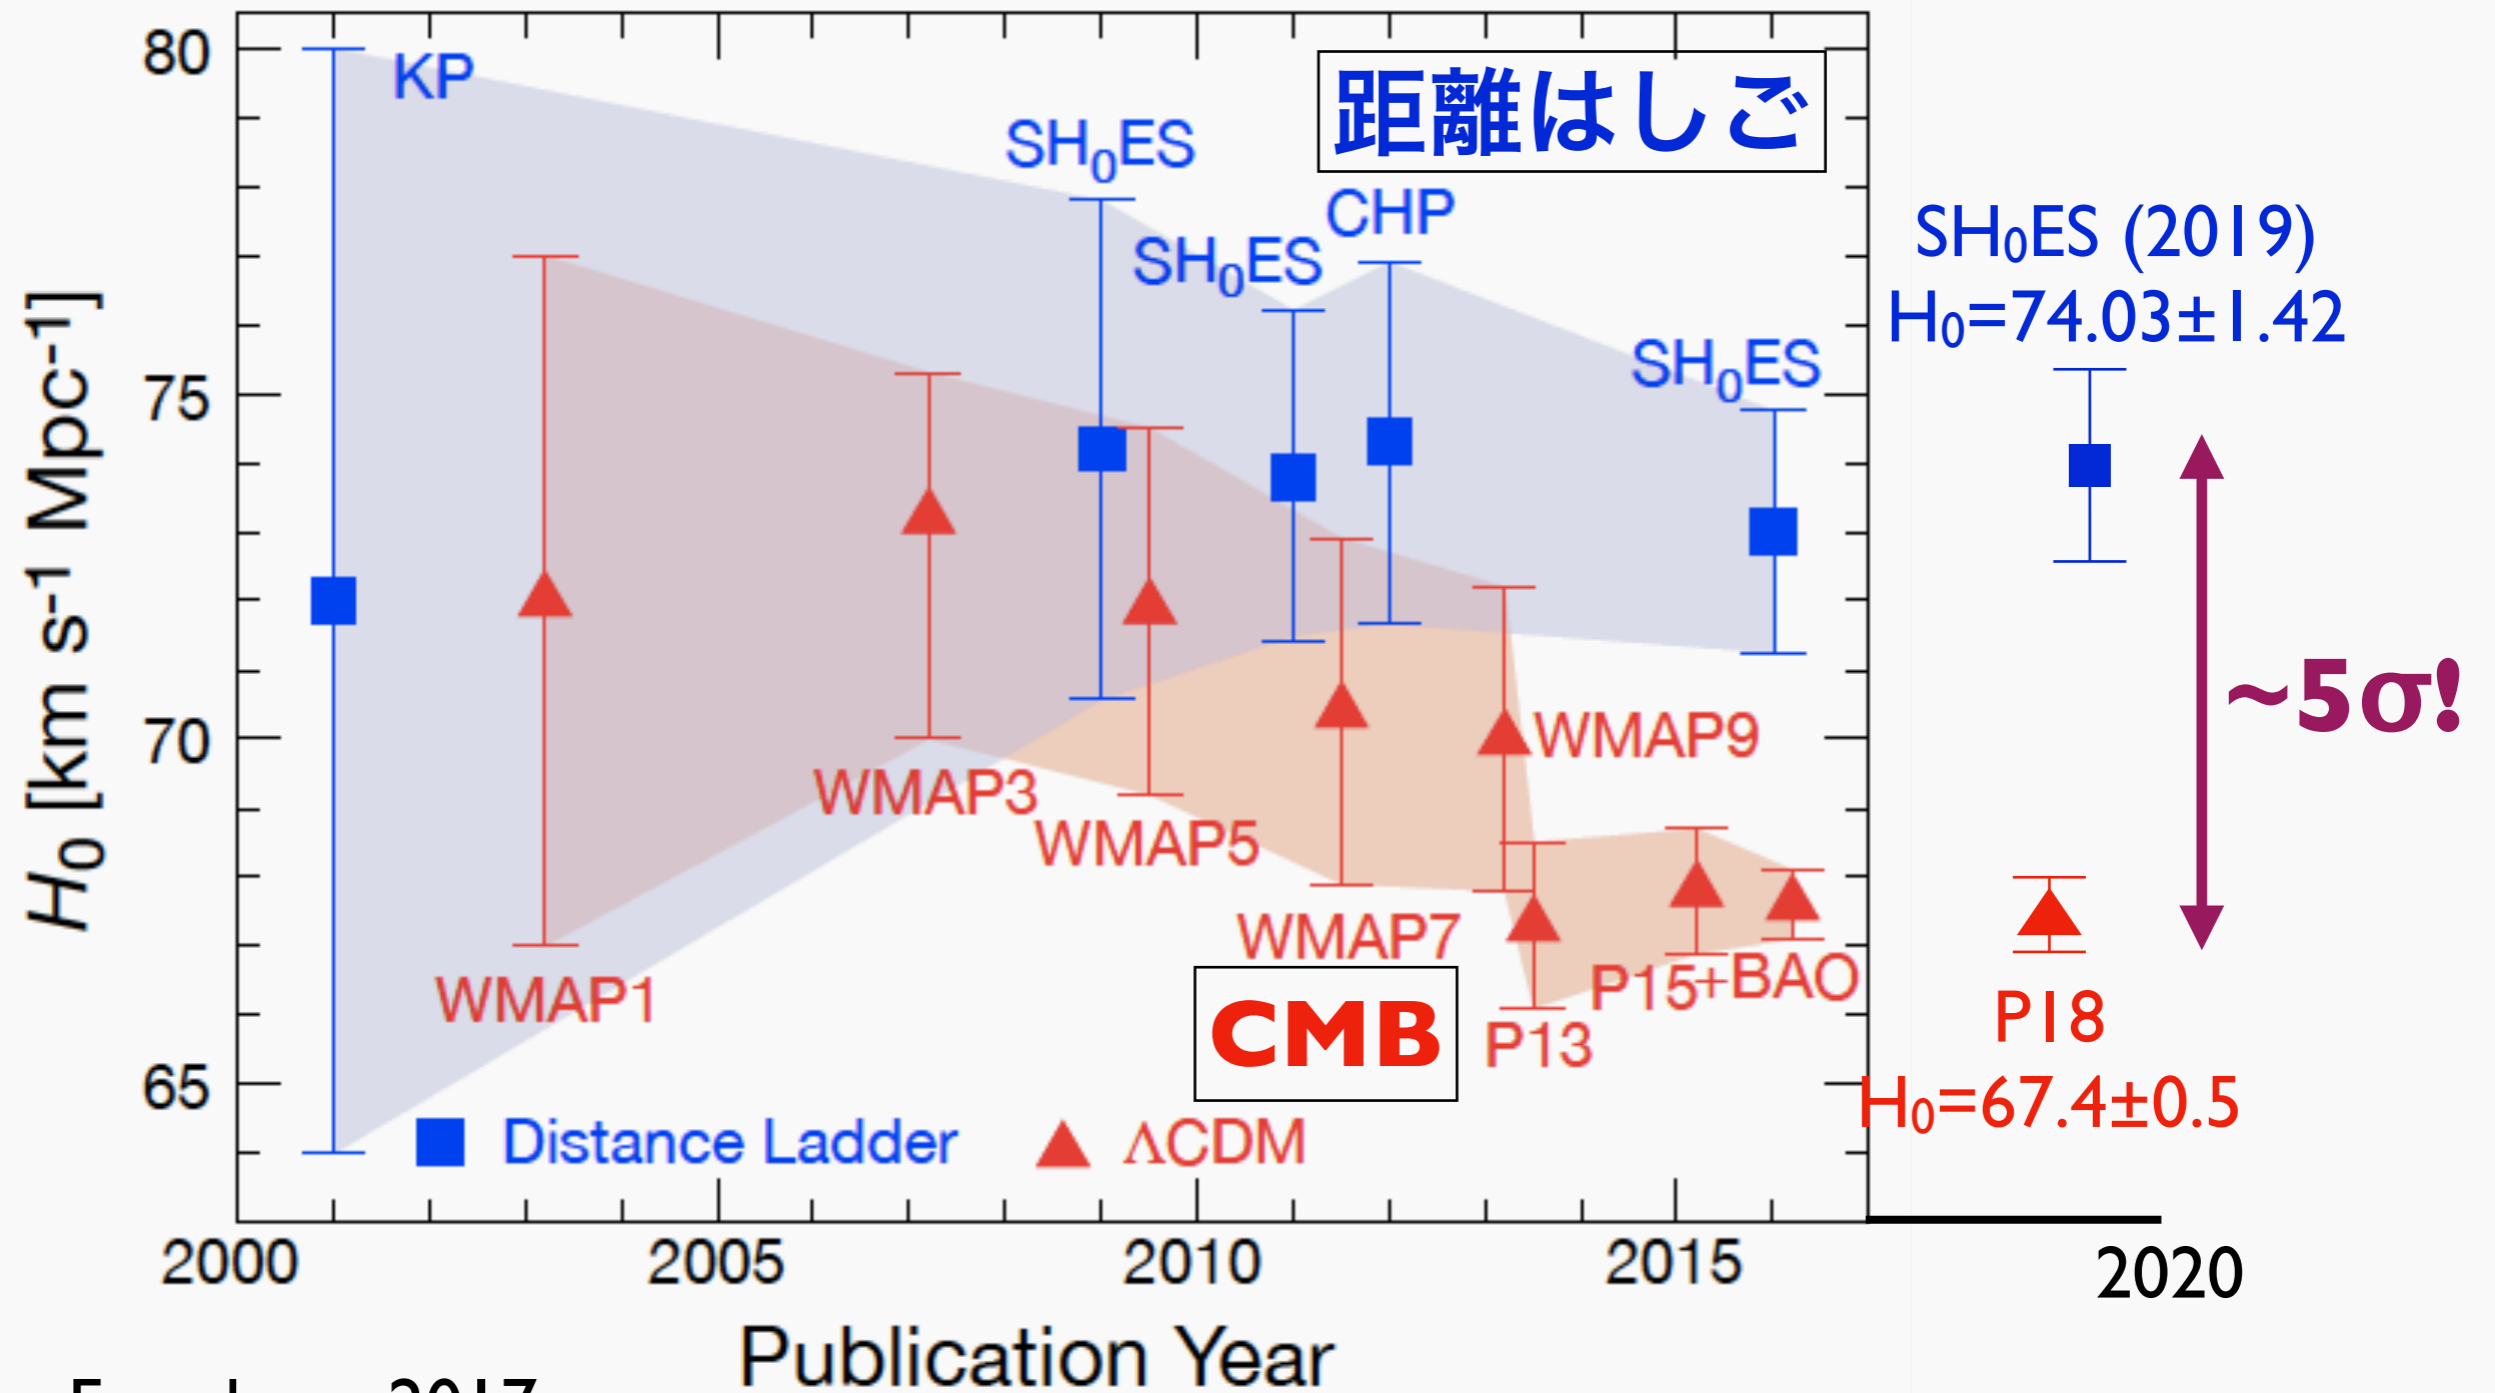 80
75
70
65
H₀ [km s⁻¹ Mpc⁻¹]
KP
SH₀ES
距離はしご
CHP
SH₀ES
SH₀ES
SH₀ES (2019)
H₀=74.03±1.42
~5σ!
WMAP9
WMAP3
WMAP5
WMAP7
WMAP1
P15+BAO
P13
CMB
P18
H₀=67.4±0.5
Distance Ladder
ΛCDM
2000
2005
2010
2015
2020
Publication Year
2017